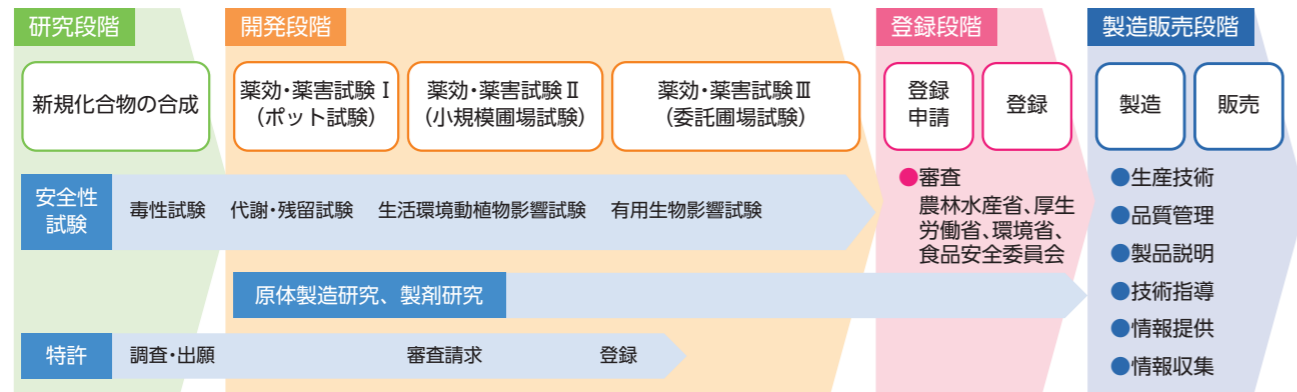 研究段階
開発段階
登録段階
製造販売段階
新規化合物の合成
薬効・薬害試験Ⅰ
(ポット試験)
薬効・薬害試験Ⅱ
(小規模圃場試験)
薬効・薬害試験Ⅲ
(委託圃場試験)
登録
申請
登録
製造
販売
安全性
試験
毒性試験
代謝・残留試験
生活環境動植物影響試験
有用生物影響試験
●審査
農林水産省、厚生
労働省、環境省、
食品安全委員会
●生産技術
●品質管理
●製品説明
●技術指導
●情報提供
●情報収集
原体製造研究、製剤研究
特許
調査・出願
審査請求
登録